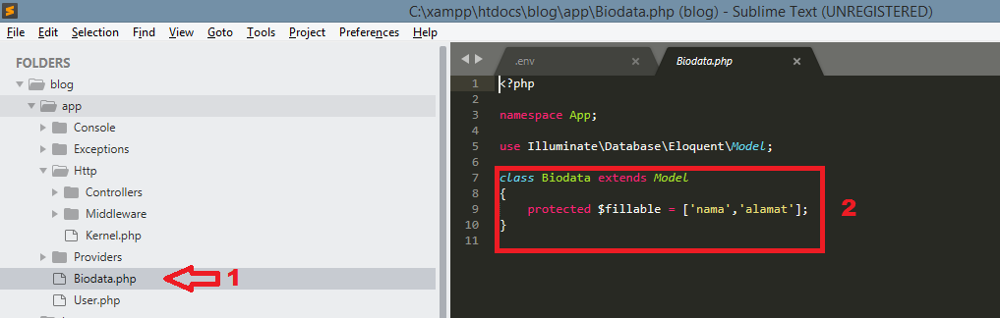 C:\xampp\htdocs\blog\app\Biodata.php (blog) - Sublime Text (UNREGISTERED)
File Edit Selection Find View Goto Tools Project Preferences Help
FOLDERS
blog
app
Console
Exceptions
Http
Controllers
Middleware
Kernel.php
Providers
Biodata.php
1
User.php
.env
Biodata.php
1 <?php
2
3 namespace App;
4
5 use Illuminate\Database\Eloquent\Model;
6
7 class Biodata extends Model
8 {
9     protected $fillable = ['nama','alamat'];
10 }
11
2